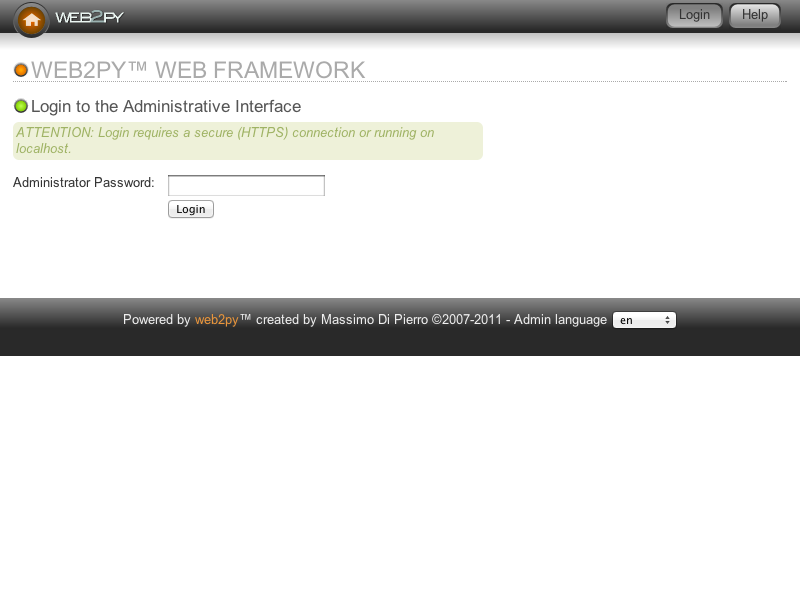 WEB2PY
Login
Help
WEB2PY™ WEB FRAMEWORK
Login to the Administrative Interface
ATTENTION: Login requires a secure (HTTPS) connection or running on
localhost.
Administrator Password:
Login
Powered by web2py™ created by Massimo Di Pierro ©2007-2011 - Admin language en